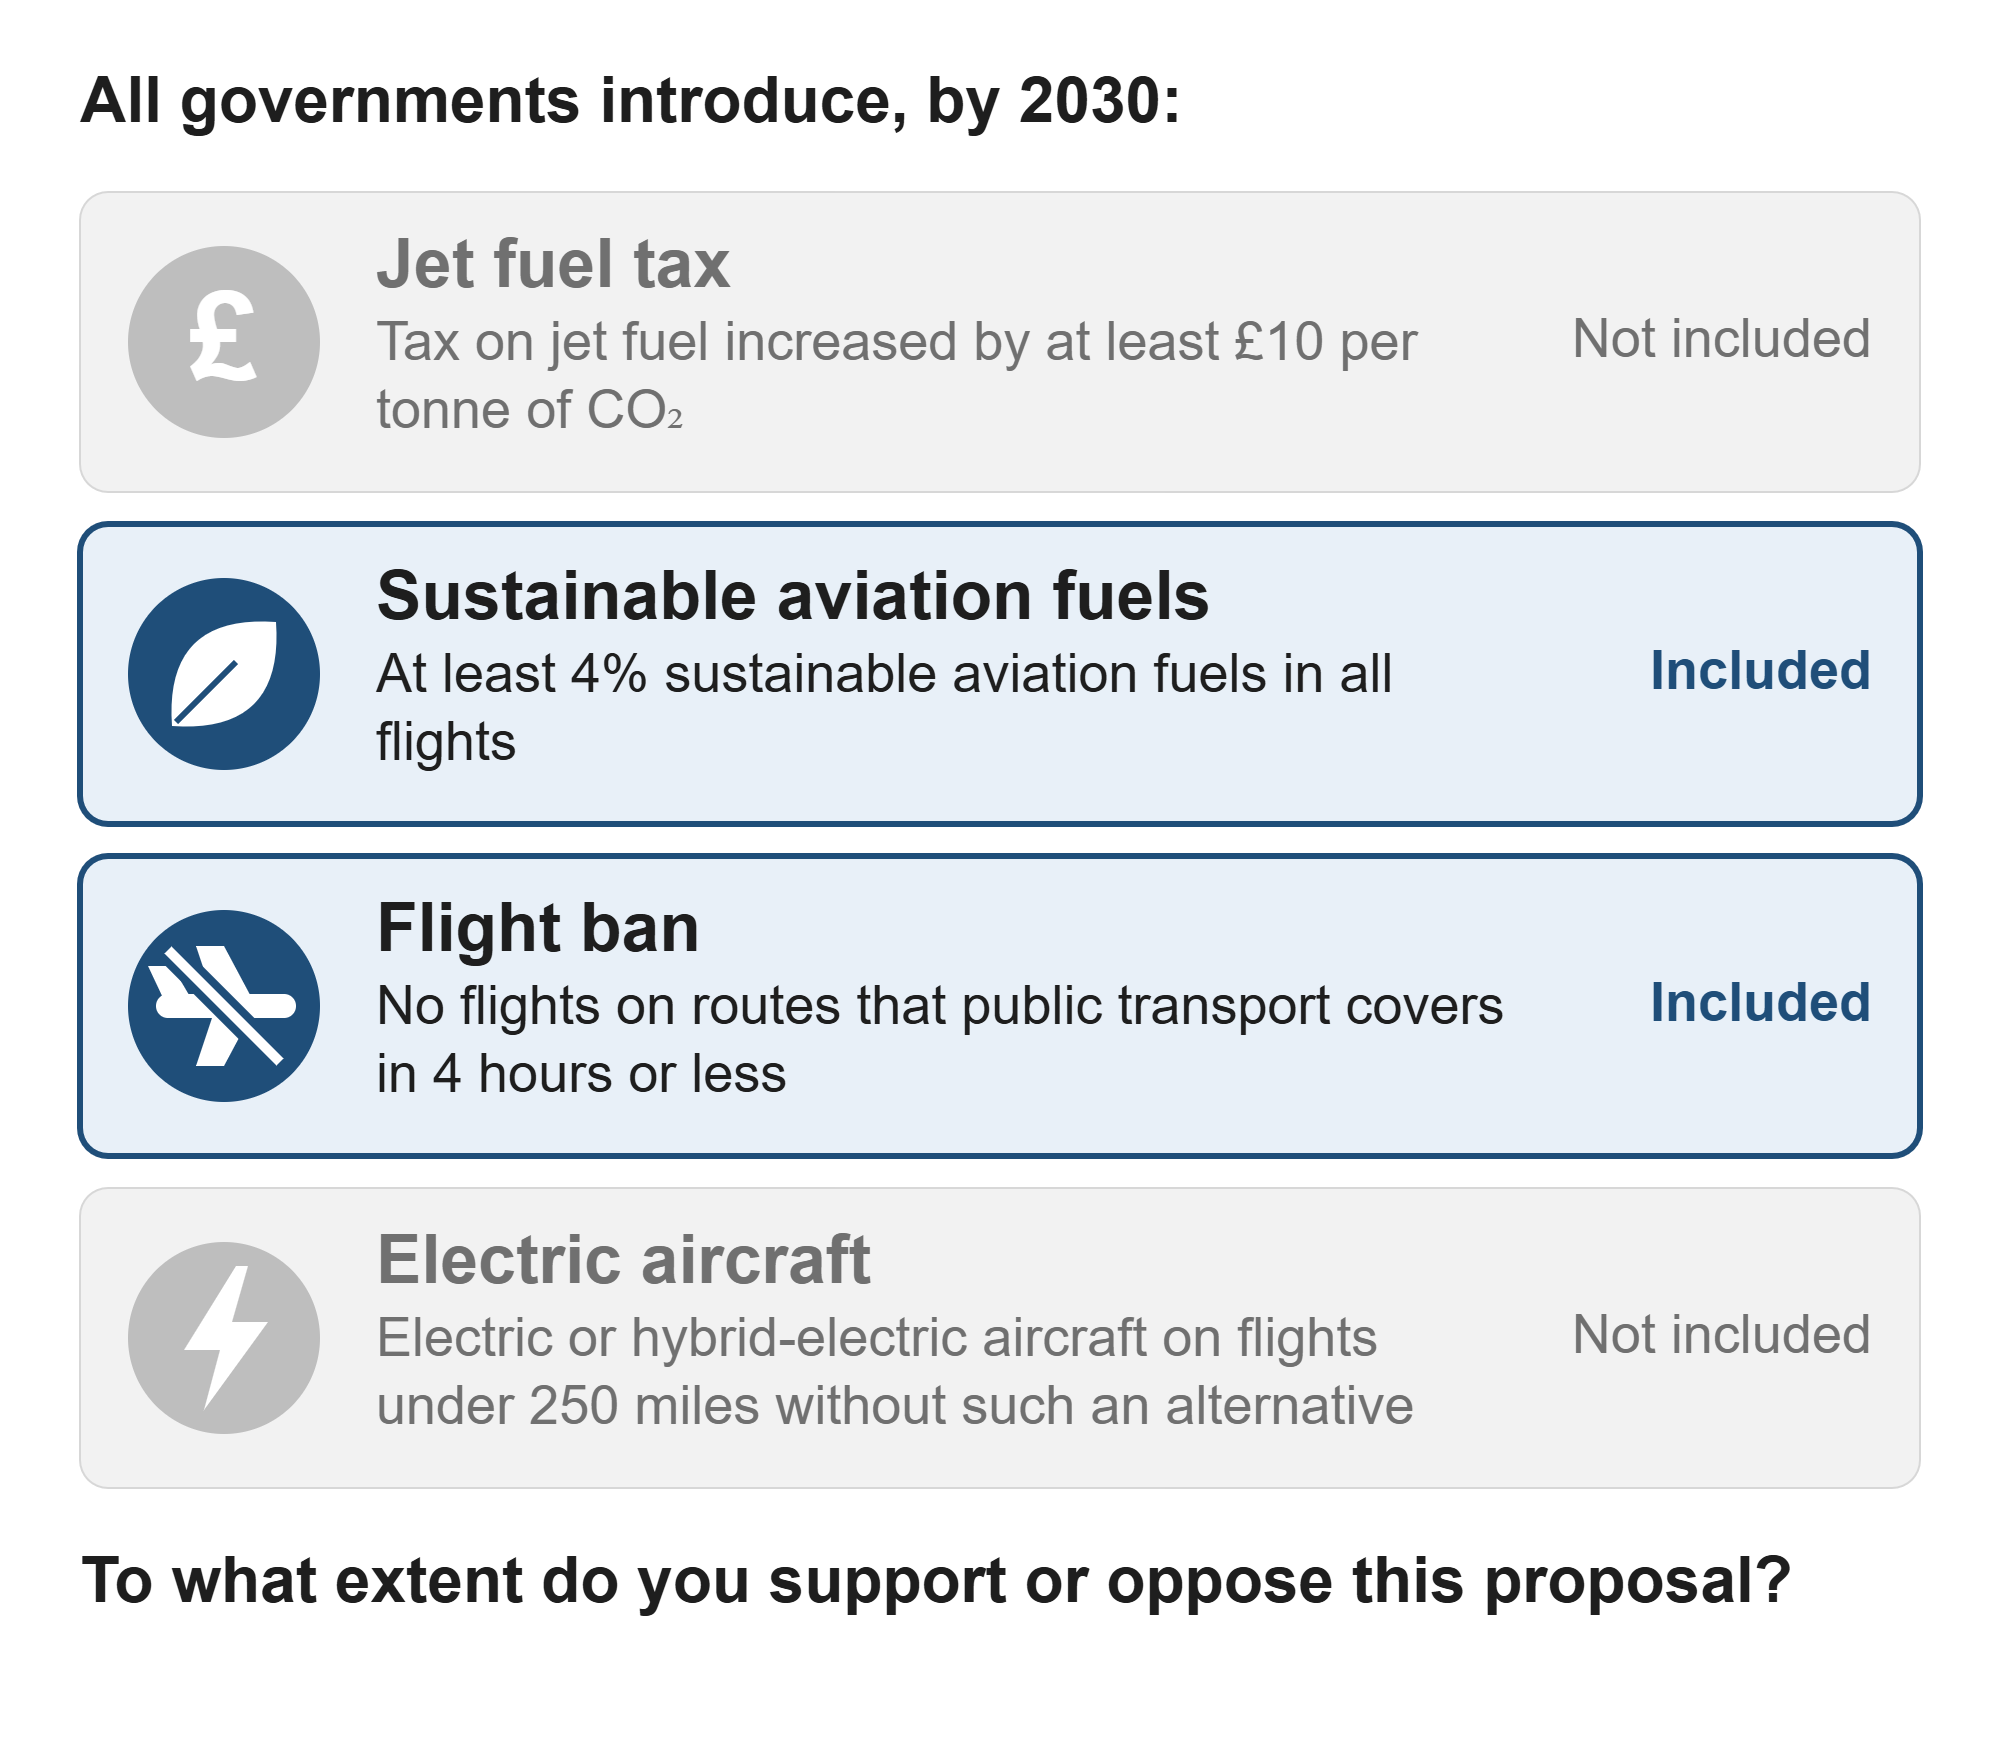 All governments introduce, by 2030:
£
Jet fuel tax
Tax on jet fuel increased by at least £10 per
tonne of CO₂
Not included
Sustainable aviation fuels
At least 4% sustainable aviation fuels in all
flights
Included
Flight ban
No flights on routes that public transport covers
in 4 hours or less
Included
Electric aircraft
Electric or hybrid-electric aircraft on flights
under 250 miles without such an alternative
Not included
To what extent do you support or oppose this proposal?